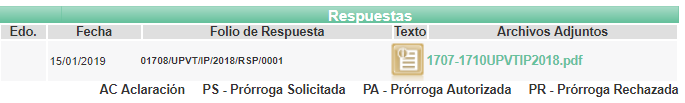 Respuestas
Edo. Fecha Folio de Respuesta Texto Archivos Adjuntos
15/01/2019 01708/UPVT/IP/2018/RSP/0001 1707-1710UPVTIP2018.pdf
AC Aclaración PS - Prórroga Solicitada PA - Prórroga Autorizada PR - Prórroga Rechazada